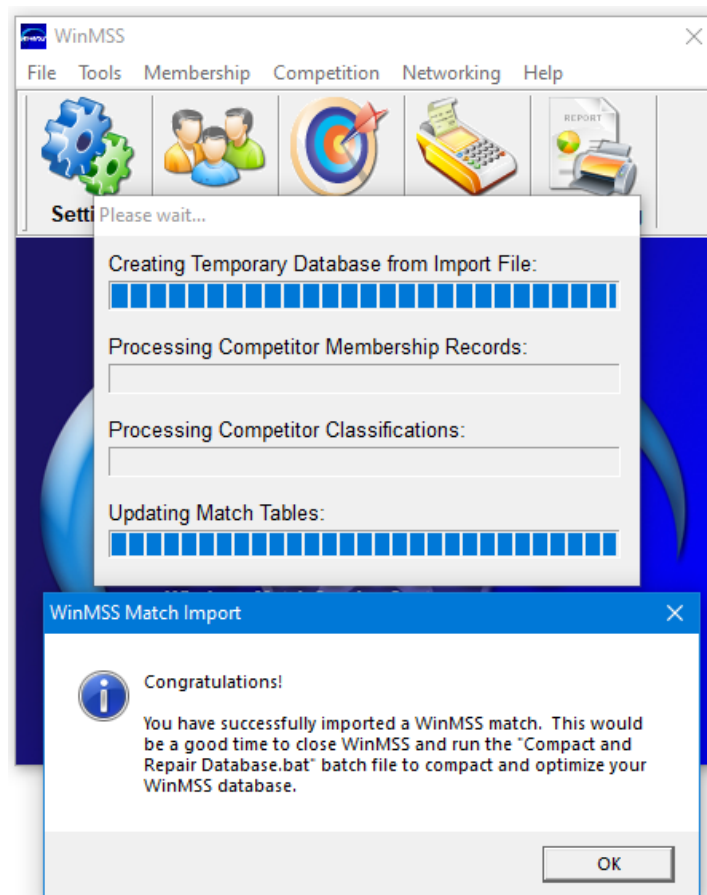 WinMSS
File Tools Membership Competition Networking Help
REPORT
Setti
Please wait...
Creating Temporary Database from Import File:
Processing Competitor Membership Records:
Processing Competitor Classifications:
Updating Match Tables:
WinMSS Match Import
Congratulations!
You have successfully imported a WinMSS match. This would
be a good time to close WinMSS and run the "Compact and
Repair Database.bat" batch file to compact and optimize your
WinMSS database.
OK